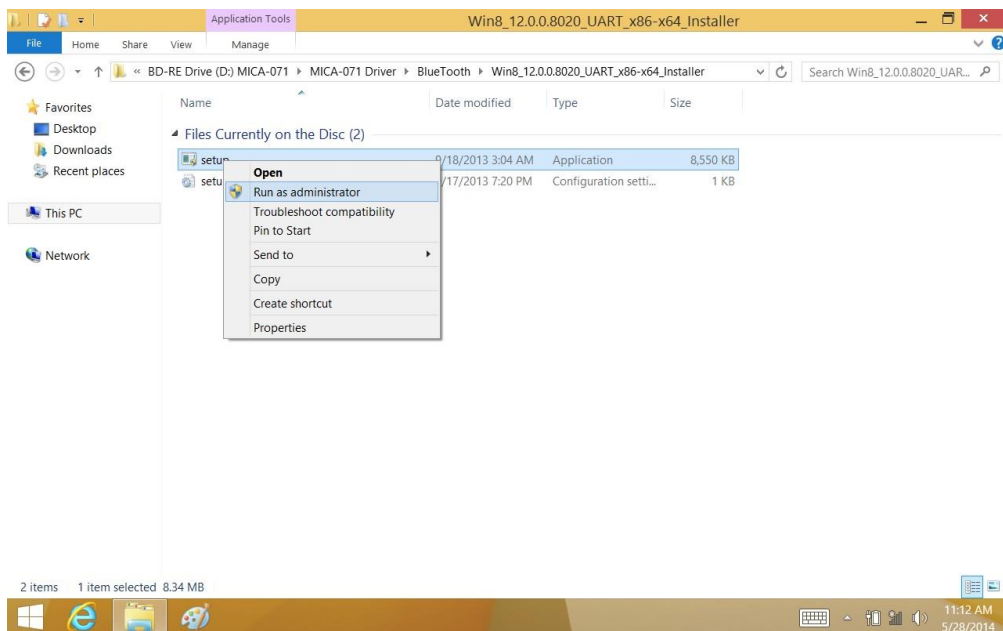 Application Tools
Win8_12.0.0.8020_UART_x86-x64_Installer
File Home Share View Manage
« BD-RE Drive (D:) MICA-071 MICA-071 Driver BlueTooth Win8_12.0.0.8020_UART_x86-x64_Installer
Search Win8_12.0.0.8020_UAR...
Favorites
Desktop
Downloads
Recent places
This PC
Network
Name Date modified Type Size
Files Currently on the Disc (2)
setup 9/18/2013 3:04 AM Application 8,550 KB
setu /17/2013 7:20 PM Configuration setti... 1 KB
Open
Run as administrator
Troubleshoot compatibility
Pin to Start
Send to
Copy
Create shortcut
Properties
2 items 1 item selected 8.34 MB
11:12 AM
5/28/2014